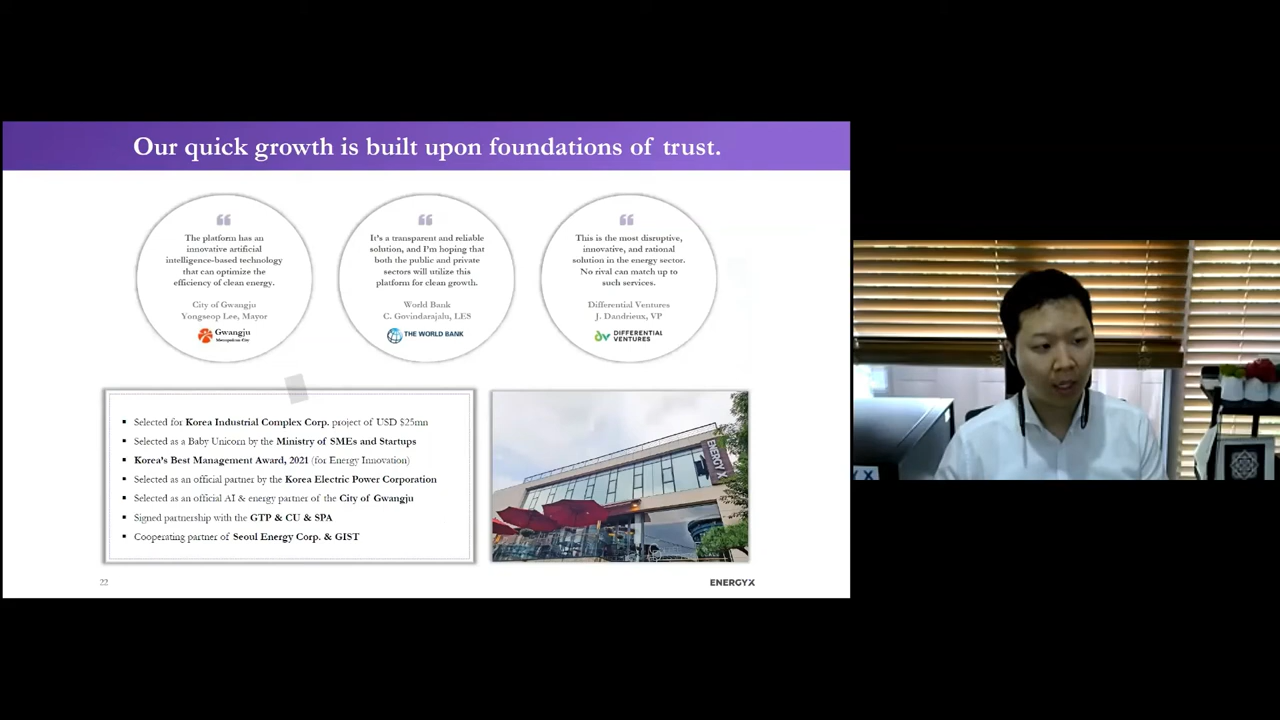 Our quick growth is built upon foundations of trust.
The platform has an
innovative artificial
intelligence-based technology
that can optimize the
efficiency of clean energy.
City of Gwangju
Yongseop Lee, Mayor
Gwangju
Metropolitan City
It's a transparent and reliable
solution, and I'm hoping that
both the public and private
sectors will utilize this
platform for clean growth.
World Bank
C. Govindarajalu, LES
THE WORLD BANK
This is the most disruptive,
innovative, and rational
solution in the energy sector.
No rival can match up to
such services.
Differential Ventures
J. Dandrieux, VP
DIFFERENTIAL
VENTURES
▪ Selected for Korea Industrial Complex Corp. project of USD $25mn
▪ Selected as a Baby Unicorn by the Ministry of SMEs and Startups
▪ Korea's Best Management Award, 2021 (for Energy Innovation)
▪ Selected as an official partner by the Korea Electric Power Corporation
▪ Selected as an official AI & energy partner of the City of Gwangju
▪ Signed partnership with the GTP & CU & SPA
▪ Cooperating partner of Seoul Energy Corp. & GIST
ENERGY X
22
ENERGYX